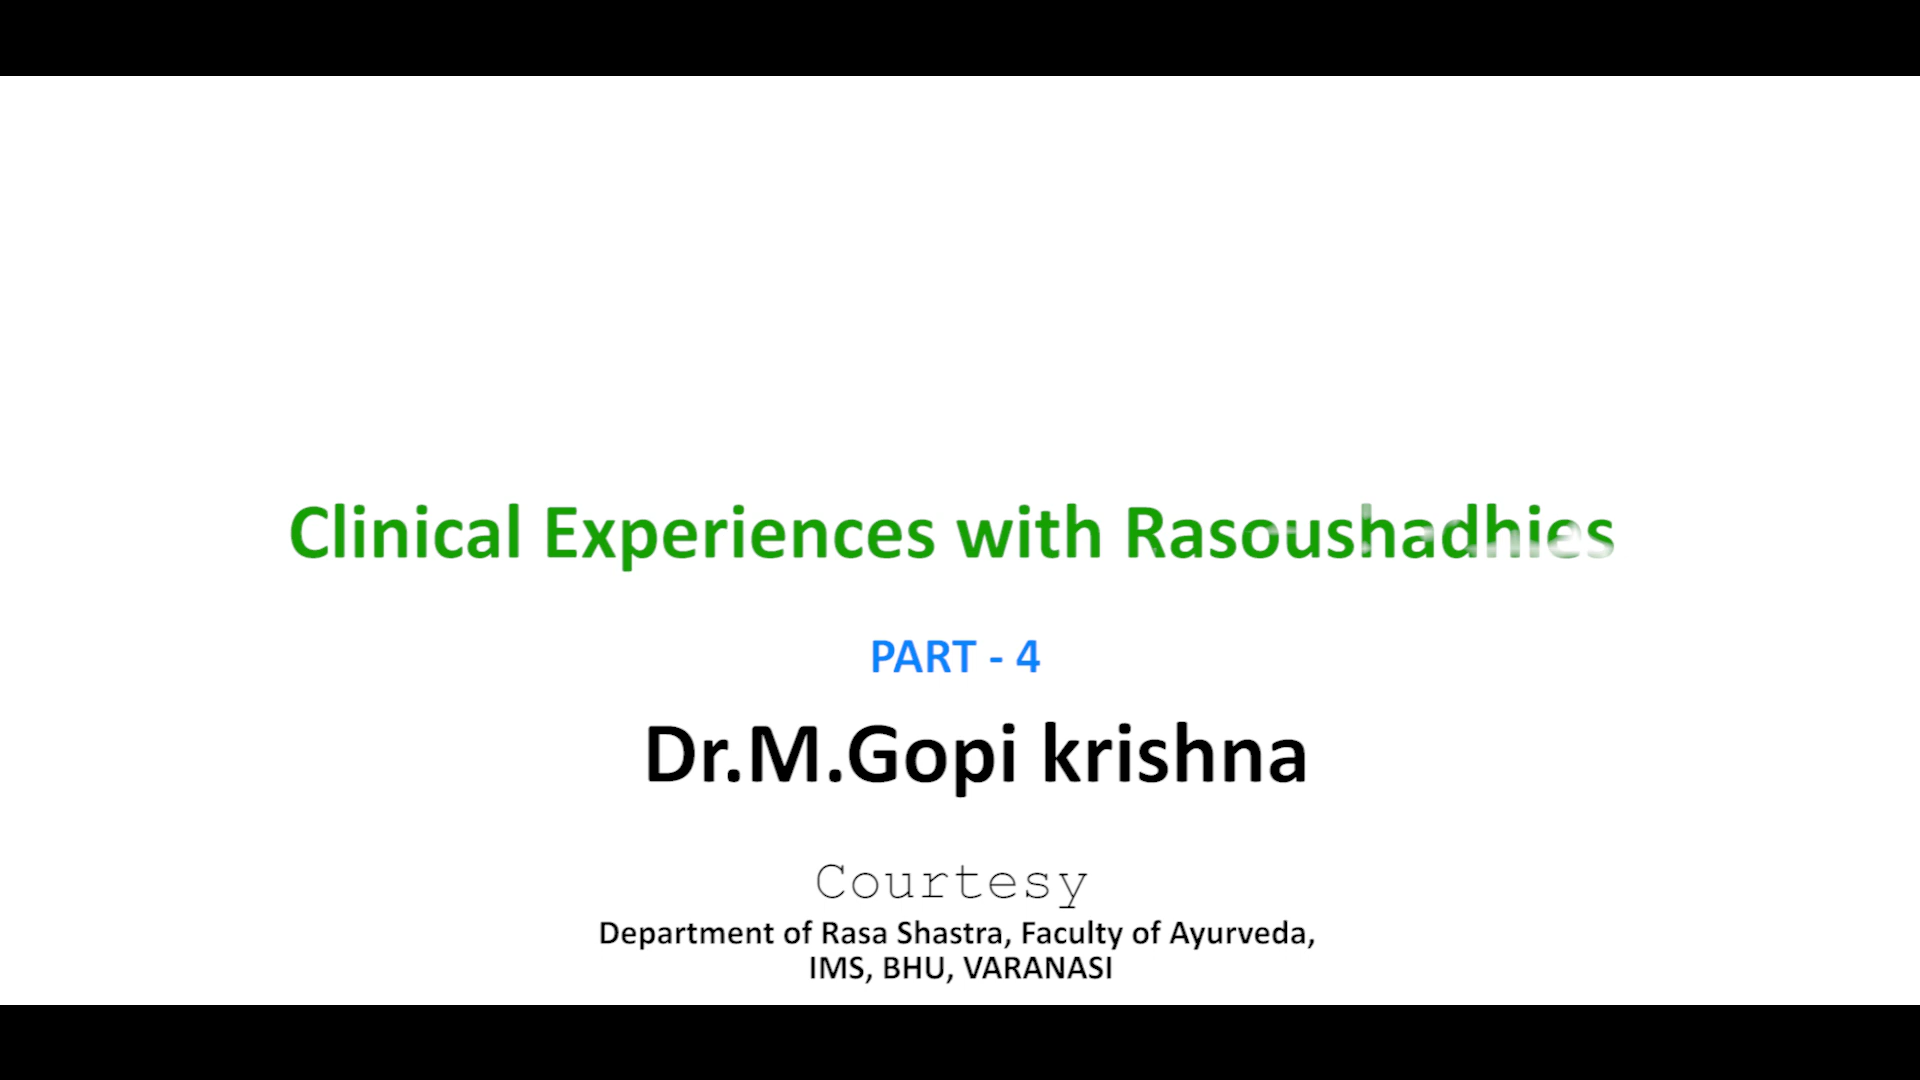 Clinical Experiences with Rasoushadhies
PART - 4
Dr.M.Gopi krishna
Courtesy
Department of Rasa Shastra, Faculty of Ayurveda,
IMS, BHU, VARANASI